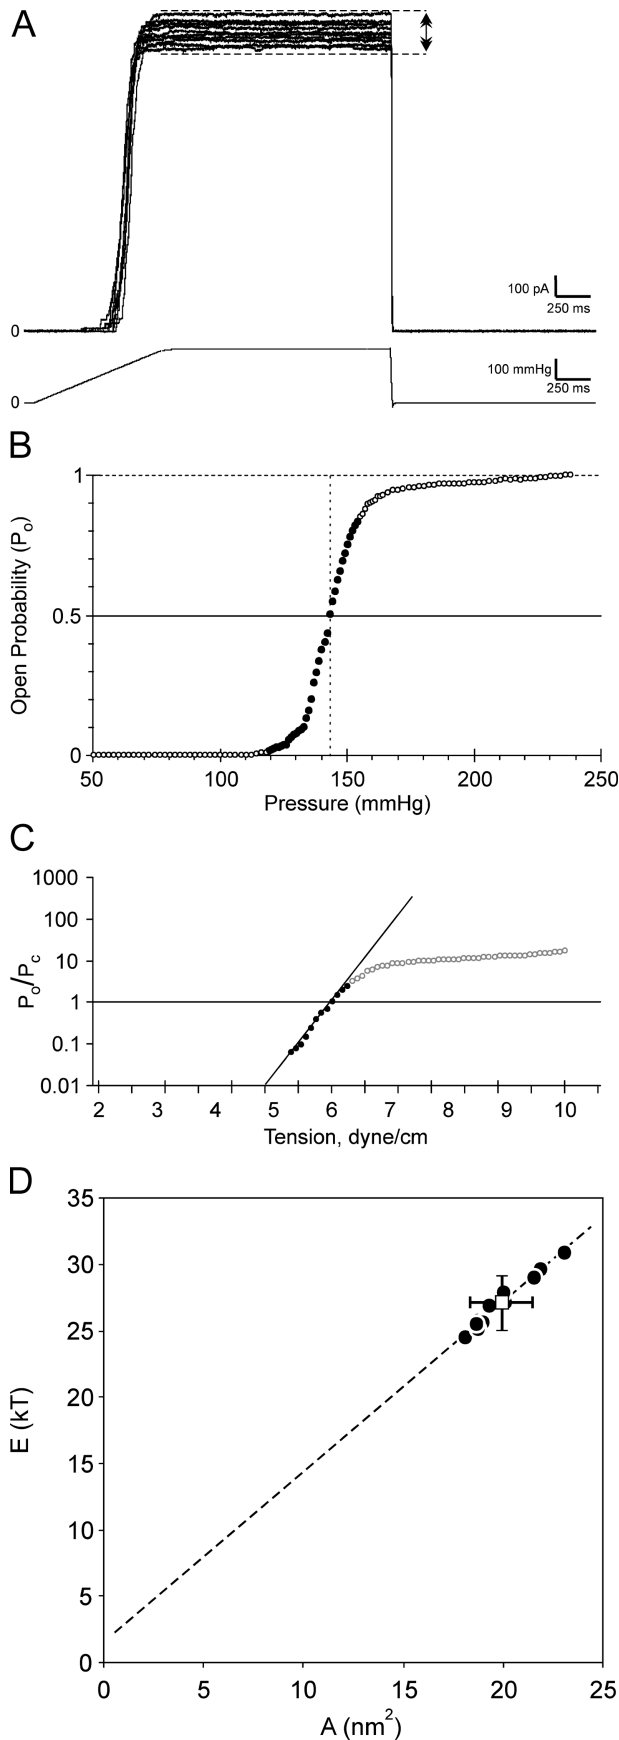 A
100 pA
250 ms
0
100 mmHg
250 ms
0
B
1
0.5
0
Open Probability (Po)
50 100 150 200 250
Pressure (mmHg)
C
1000
100
10
1
0.1
0.01
Po/Pc
2 3 4 5 6 7 8 9 10
Tension, dyne/cm
D
35
30
25
20
15
10
5
0
E (kT)
0 5 10 15 20 25
A (nm²)